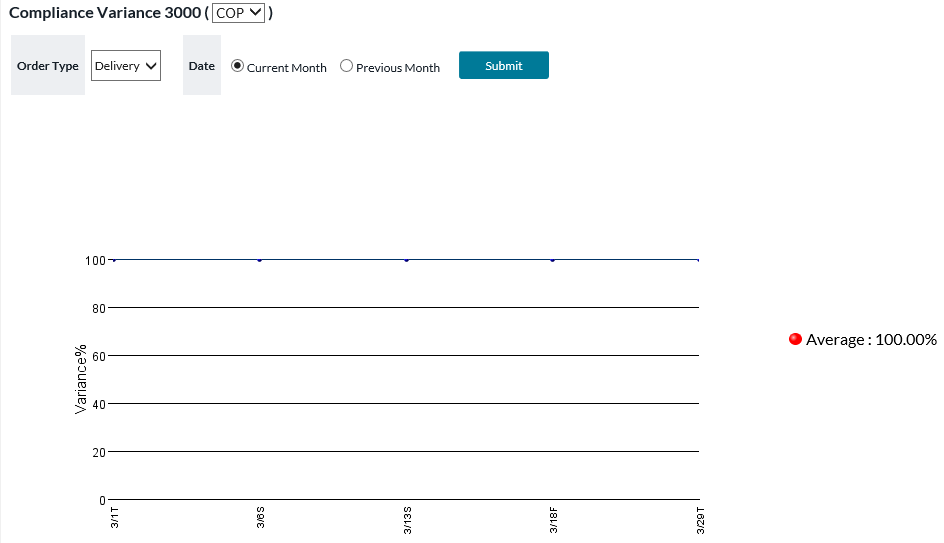 Compliance Variance 3000 ( COP )
Order Type Delivery Date Current Month Previous Month Submit
100
80
60
40
20
0
Variance%
3/1T 3/6S 3/13S 3/18F 3/29T
Average : 100.00%